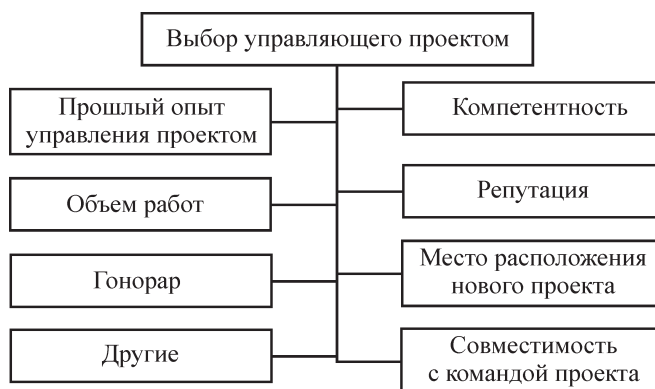 Выбор управляющего проектом
Прошлый опыт
управления проектом
Компетентность
Объем работ
Репутация
Гонорар
Место расположения
нового проекта
Другие
Совместимость
с командой проекта